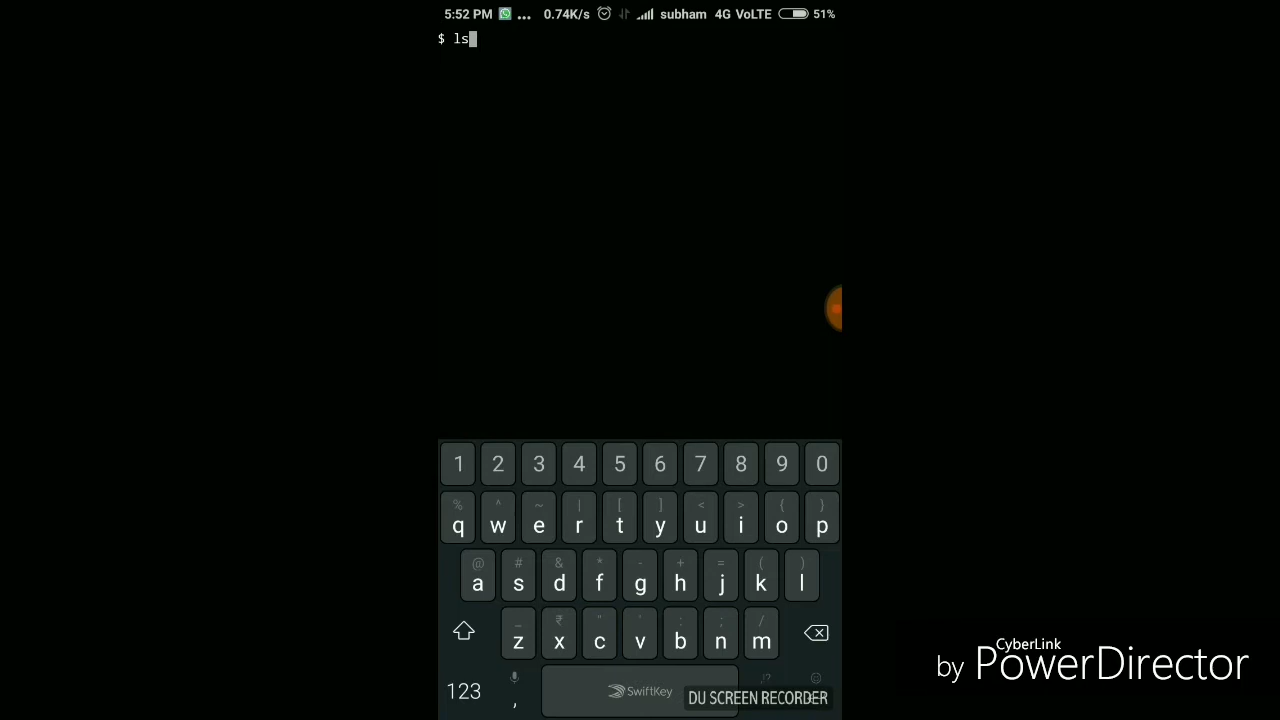 5:52 PM ... 0.74K/s subham 4G VoLTE 51%
$ ls
1 2 3 4 5 6 7 8 9 0
% ^ ~ | [ ] < > { }
q w e r t y u i o p
@ # & * - + = ( )
a s d f g h j k l
_ ₹ " ' : ; /
z x c v b n m
,!?
123 , SwiftKey
DU SCREEN RECORDER
CyberLink
by PowerDirector